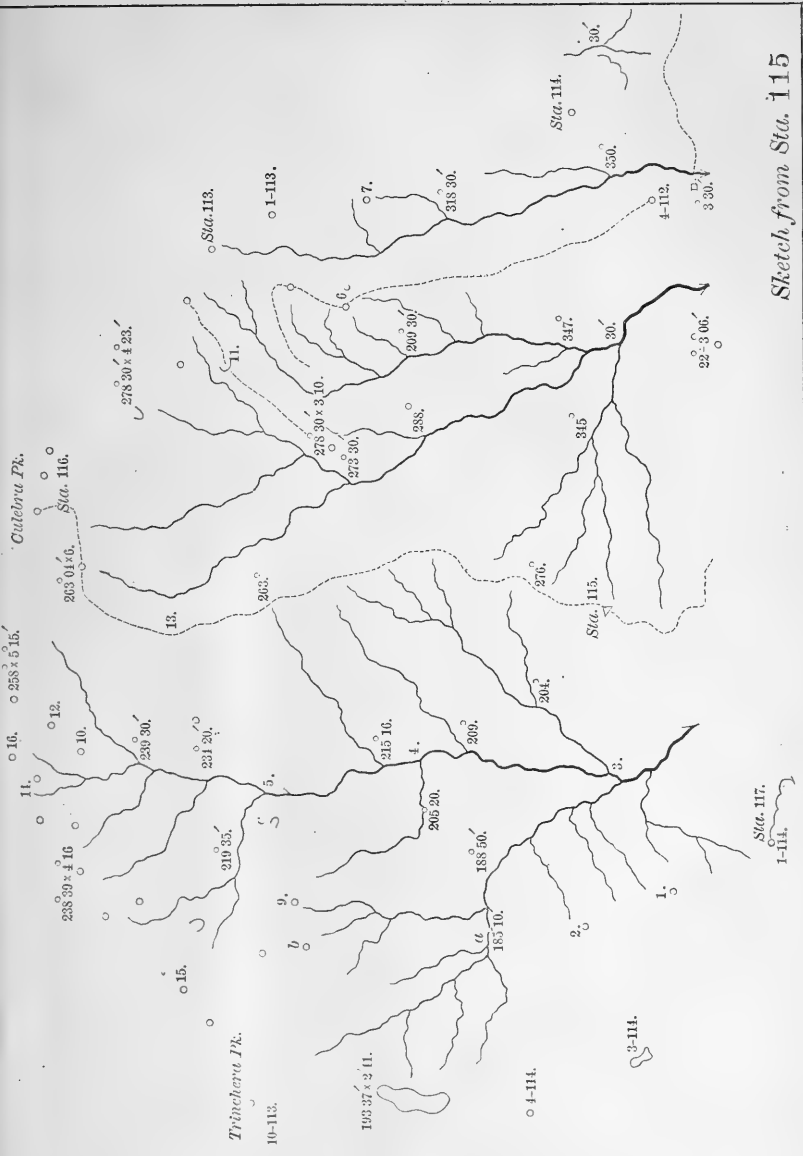 Sketch from Sta. 115
Culebra Pk.
Sta. 116.
263° 01′ x 6.
16.
258° x 5° 15′
12.
10.
11.
239° 30′
231° 20.
238° 39 x 4 16
5.
219° 35′
15.
Trinchera Pk.
10-113.
193 37′ x 2 11.
4-114.
3-114.
9.
b
a
185° 10.
188° 50′
2.
1.
205 20.
215 16.
4.
209.
204.
3.
Sta. 117.
1-114.
13.
263°
276.
Sta. 115.
345
278° 30′ x 4° 23′
11.
278 30′ x 3 10.
273 30.
288.
6
209° 30′
347.
30′
22-3 06′
Sta. 113.
1-113.
7.
318 30′
350.
4-112.
3 30.
Sta. 114.
30′